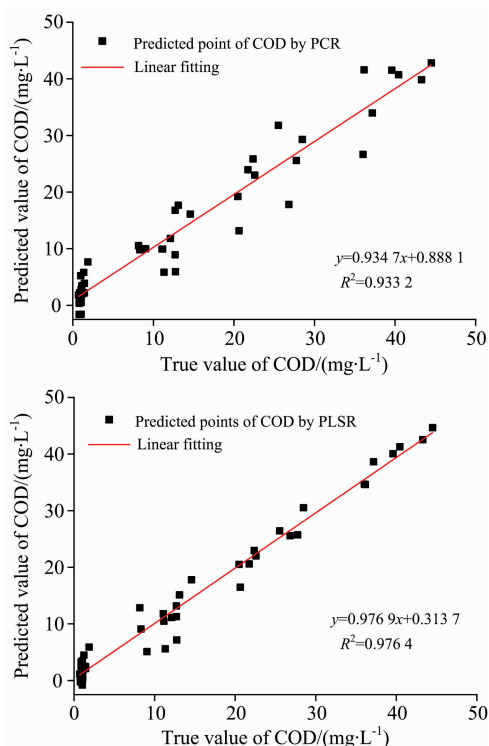 50
Predicted point of COD by PCR
Linear fitting
40
30
20
10
0
Predicted value of COD/(mg·L⁻¹)
y=0.934 7x+0.888 1
R²=0.933 2
0 10 20 30 40 50
True value of COD/(mg·L⁻¹)
50
Predicted points of COD by PLSR
Linear fitting
40
30
20
10
0
Predicted value of COD/(mg·L⁻¹)
y=0.976 9x+0.313 7
R²=0.976 4
0 10 20 30 40 50
True value of COD/(mg·L⁻¹)